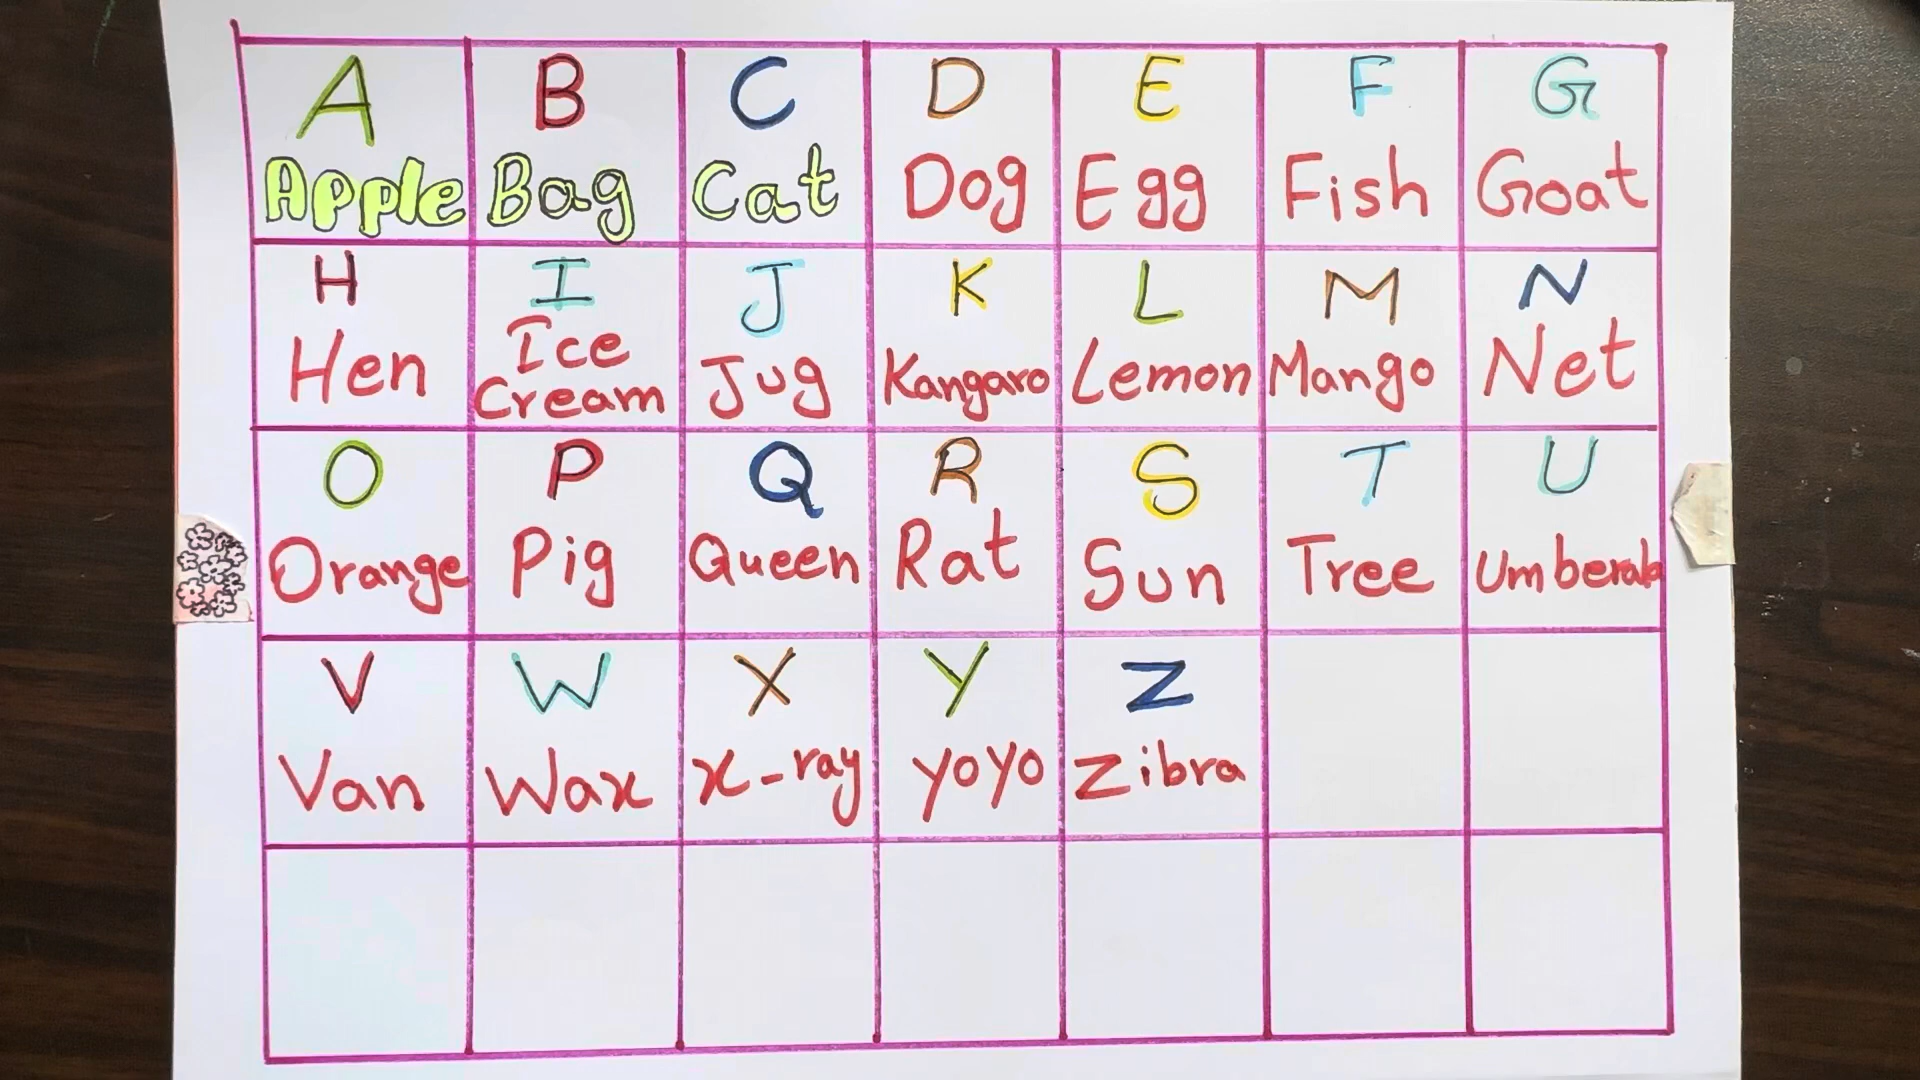 A B C D E F G
Apple Bag Cat Dog Egg Fish Goat
H I J K L M N
Hen Ice Cream Jug Kangaro Lemon Mango Net
O P Q R S T U
Orange Pig Queen Rat Sun Tree Umberala
V W X Y Z
Van Wax x-ray yoyo Zibra